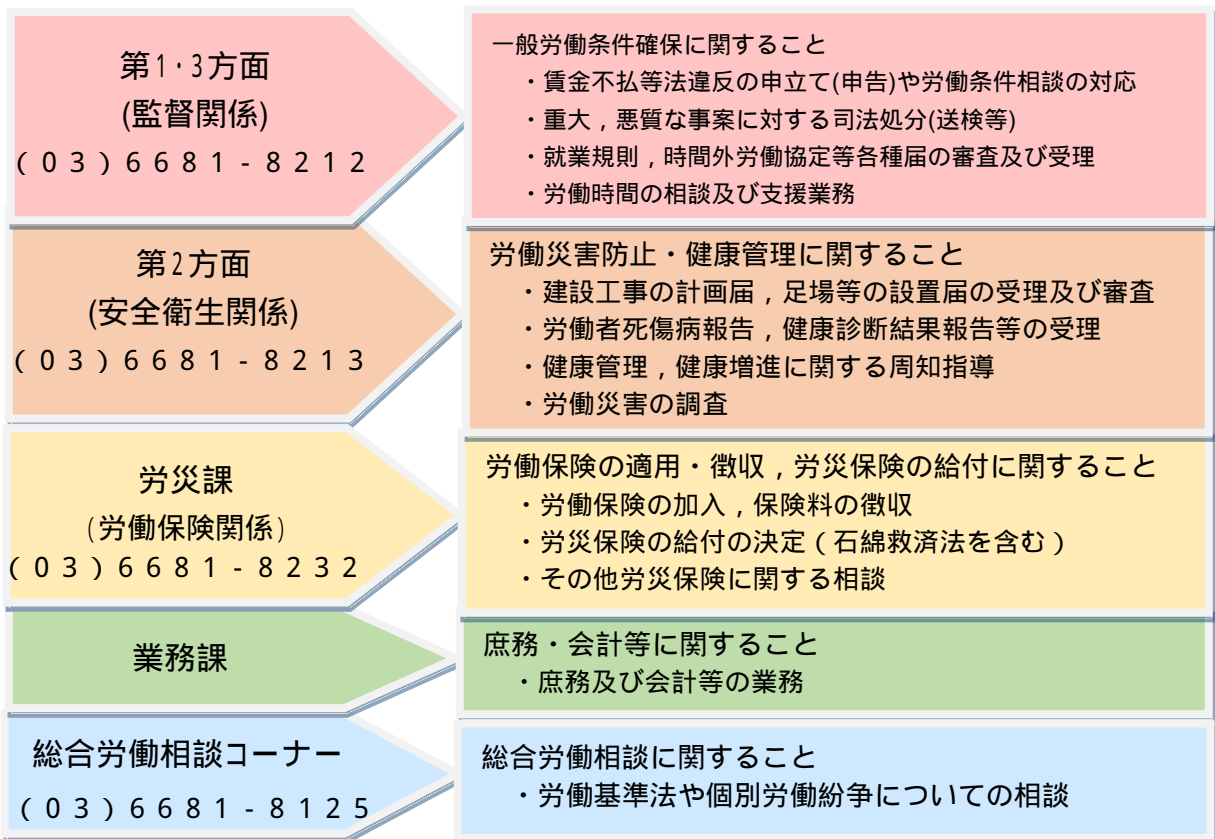 第1・3方面
(監督関係)
(03)6681-8212
一般労働条件確保に関すること
・賃金不払等法違反の申立て(申告)や労働条件相談の対応
・重大，悪質な事案に対する司法処分(送検等)
・就業規則，時間外労働協定等各種届の審査及び受理
・労働時間の相談及び支援業務
第2方面
(安全衛生関係)
(03)6681-8213
労働災害防止・健康管理に関すること
・建設工事の計画届，足場等の設置届の受理及び審査
・労働者死傷病報告，健康診断結果報告等の受理
・健康管理，健康増進に関する周知指導
・労働災害の調査
労災課
(労働保険関係)
(03)6681-8232
労働保険の適用・徴収，労災保険の給付に関すること
・労働保険の加入，保険料の徴収
・労災保険の給付の決定（石綿救済法を含む）
・その他労災保険に関する相談
業務課
庶務・会計等に関すること
・庶務及び会計等の業務
総合労働相談コーナー
(03)6681-8125
総合労働相談に関すること
・労働基準法や個別労働紛争についての相談